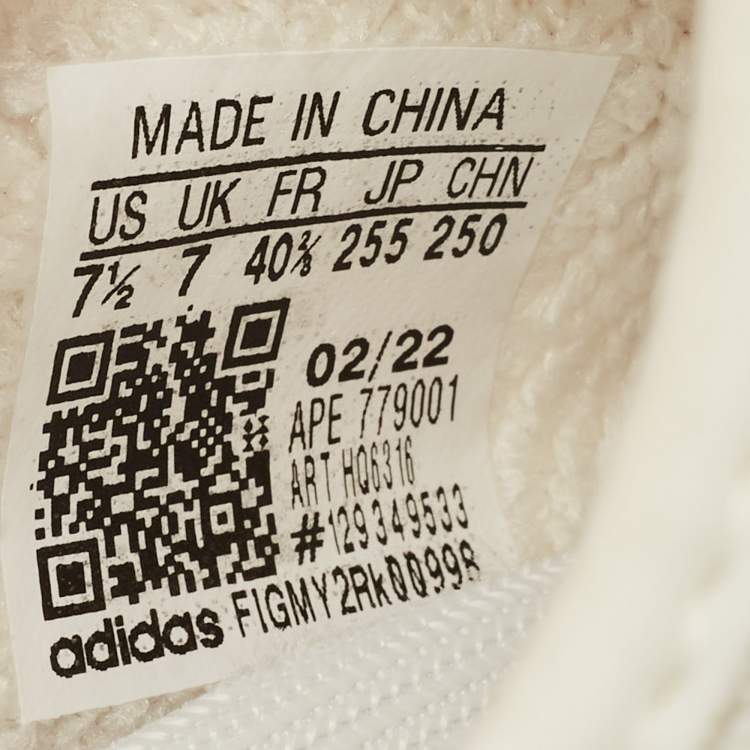 MADE IN CHINA
US UK FR JP CHN
7½ 7 40⅔ 255 250
02/22
APE 779001
ART HQ6316
#129349533
adidas FIGMY2Rk00998